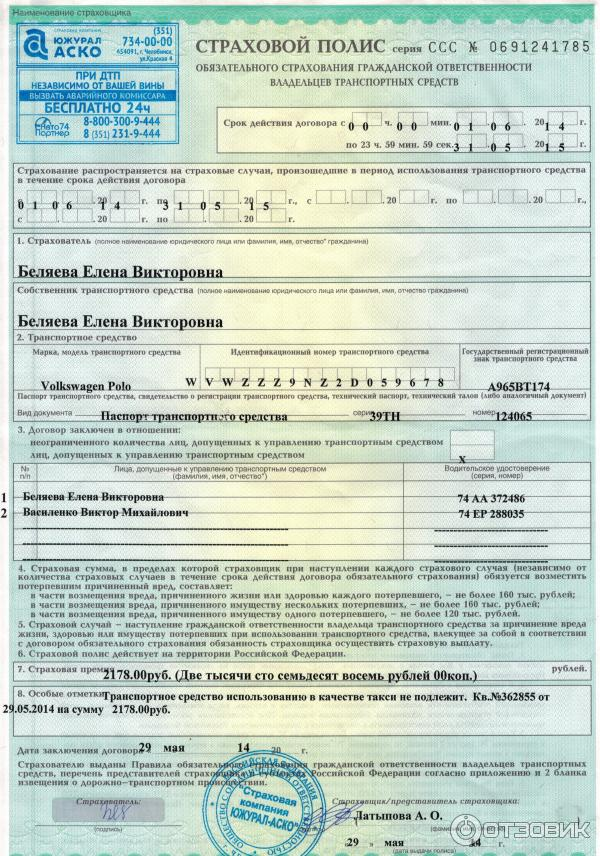 Наименование страховщика
СТРАХОВАЯ КОМПАНИЯ
ЮЖУРАЛ
АСКО
(351)
734-00-00
454091, г. Челябинск,
ул.Красная 4
ПРИ ДТП
НЕЗАВИСИМО ОТ ВАШЕЙ ВИНЫ
ВЫЗВАТЬ АВАРИЙНОГО КОМИССАРА
БЕСПЛАТНО 24ч
8-800-300-9-444
8 (351) 231-9-444
СТРАХОВОЙ ПОЛИС серия ССС № 0691241785
ОБЯЗАТЕЛЬНОГО СТРАХОВАНИЯ ГРАЖДАНСКОЙ ОТВЕТСТВЕННОСТИ
ВЛАДЕЛЬЦЕВ ТРАНСПОРТНЫХ СРЕДСТВ
Срок действия договора с 00 ч. 00 мин. 01 06 2014 г.
по 23 ч. 59 мин. 59 сек. 31 05 2015 г.
Страхование распространяется на страховые случаи, произошедшие в период использования транспортного средства
в течение срока действия договора
01 06 14 г. по 31 05 15 г., с . .20 г. по . .20 г.,
с . .20 г. по . .20 г., с . .20 г. по . .20 г.
1. Страхователь (полное наименование юридического лица или фамилия, имя, отчество* гражданина)
Беляева Елена Викторовна
Собственник транспортного средства (полное наименование юридического лица или фамилия, имя, отчество гражданина)
Беляева Елена Викторовна
2. Транспортное средство
Марка, модель транспортного средства Идентификационный номер транспортного средства Государственный регистрационный
знак транспортного средства
Volkswagen Polo W V W Z Z Z 9 N Z 2 D 0 5 9 6 7 8 А965ВТ174
Паспорт транспортного средства, свидетельство о регистрации транспортного средства, технический паспорт, технический талон (либо аналогичный документ)
Вид документа Паспорт транспортного средства серия 39ТН номер 124065
3. Договор заключен в отношении:
неограниченного количества лиц, допущенных к управлению транспортным средством
лиц, допущенных к управлению транспортным средством X
№ п/п Лица, допущенные к управлению транспортным средством (фамилия, имя, отчество*) Водительское удостоверение (серия, номер)
1 Беляева Елена Викторовна 74 АА 372486
2 Василенко Виктор Михайлович 74 ЕР 288035
4. Страховая сумма, в пределах которой страховщик при наступлении каждого страхового случая (независимо от
количества страховых случаев в течение срока действия договора обязательного страхования) обязуется возместить
потерпевшим причиненный вред, составляет:
в части возмещения вреда, причиненного жизни или здоровью каждого потерпевшего, – не более 160 тыс. рублей;
в части возмещения вреда, причиненного имуществу нескольких потерпевших, – не более 160 тыс. рублей;
в части возмещения вреда, причиненного имуществу одного потерпевшего, – не более 120 тыс. рублей.
5. Страховой случай – наступление гражданской ответственности владельца транспортного средства за причинение вреда
жизни, здоровью или имуществу потерпевших при использовании транспортного средства, влекущее за собой в соответствии
с договором обязательного страхования обязанность страховщика осуществить страховую выплату.
6. Страховой полис действует на территории Российской Федерации.
7. Страховая премия 2178.00руб. (Две тысячи сто семьдесят восемь рублей 00коп.) рублей.
8. Особые отметки Транспортное средство использованию в качестве такси не подлежит. Кв.№362855 от
29.05.2014 на сумму 2178.00руб.
Дата заключения договора 29 мая 14 20 г.
Страхователю выданы Правила обязательного страхования гражданской ответственности владельцев транспортных
средств, перечень представителей страховщика в субъектах Российской Федерации согласно приложению и 2 бланка
извещения о дорожно-транспортном происшествии.
Страхователь: Страховщик/представитель страховщика:
Латыпова А. О.
(подпись) (фамилия, и
"Страховая
компания
ЮЖУРАЛ-АСКО"
29 мая 14 г.
(дата выдачи полиса)
ОТЗОВИК